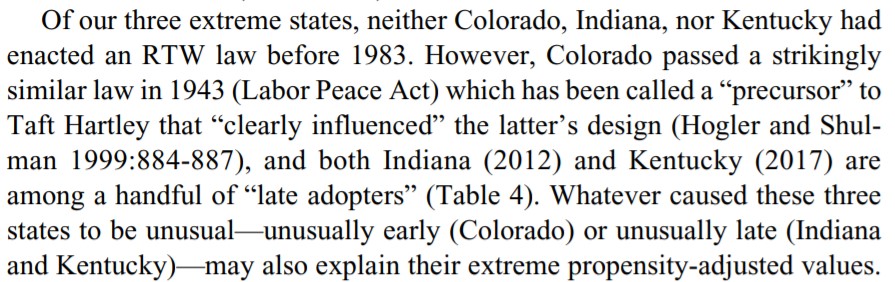 Of our three extreme states, neither Colorado, Indiana, nor Kentucky had
enacted an RTW law before 1983. However, Colorado passed a strikingly
similar law in 1943 (Labor Peace Act) which has been called a “precursor” to
Taft Hartley that “clearly influenced” the latter’s design (Hogler and Shul-
man 1999:884-887), and both Indiana (2012) and Kentucky (2017) are
among a handful of “late adopters” (Table 4). Whatever caused these three
states to be unusual—unusually early (Colorado) or unusually late (Indiana
and Kentucky)—may also explain their extreme propensity-adjusted values.